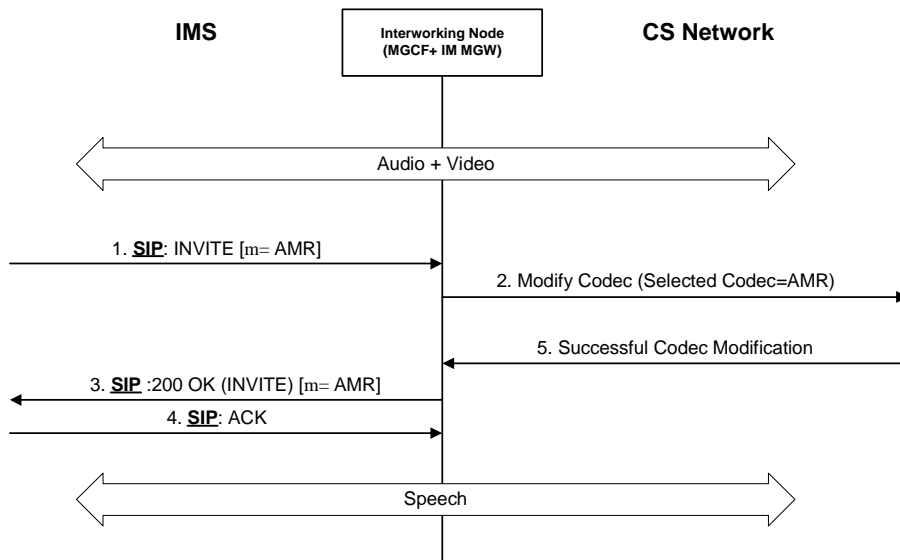 IMS
Interworking Node
(MGCF+ IM MGW)
CS Network
Audio + Video
1. SIP: INVITE [m= AMR]
2. Modify Codec (Selected Codec=AMR)
5. Successful Codec Modification
3. SIP :200 OK (INVITE) [m= AMR]
4. SIP: ACK
Speech